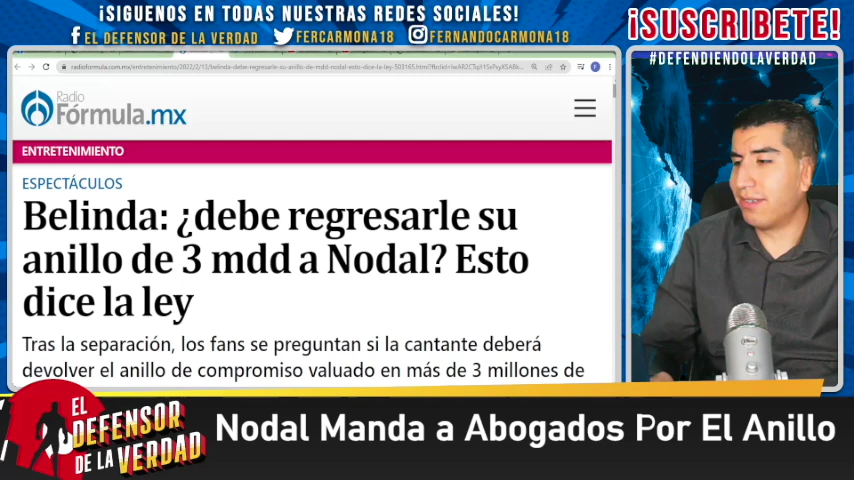 ¡SIGUENOS EN TODAS NUESTRAS REDES SOCIALES!
EL DEFENSOR DE LA VERDAD
FERCARMONA18
FERNANDOCARMONA18
¡SUSCRIBETE!
#DEFENDIENDOLAVERDAD
Radio
Fórmula.mx
ENTRETENIMIENTO
ESPECTÁCULOS
Belinda: ¿debe regresarle su
anillo de 3 mdd a Nodal? Esto
dice la ley
Tras la separación, los fans se preguntan si la cantante deberá
devolver el anillo de compromiso valuado en más de 3 millones de
EL
DEFENSOR
DE LA VERDAD
Nodal Manda a Abogados Por El Anillo